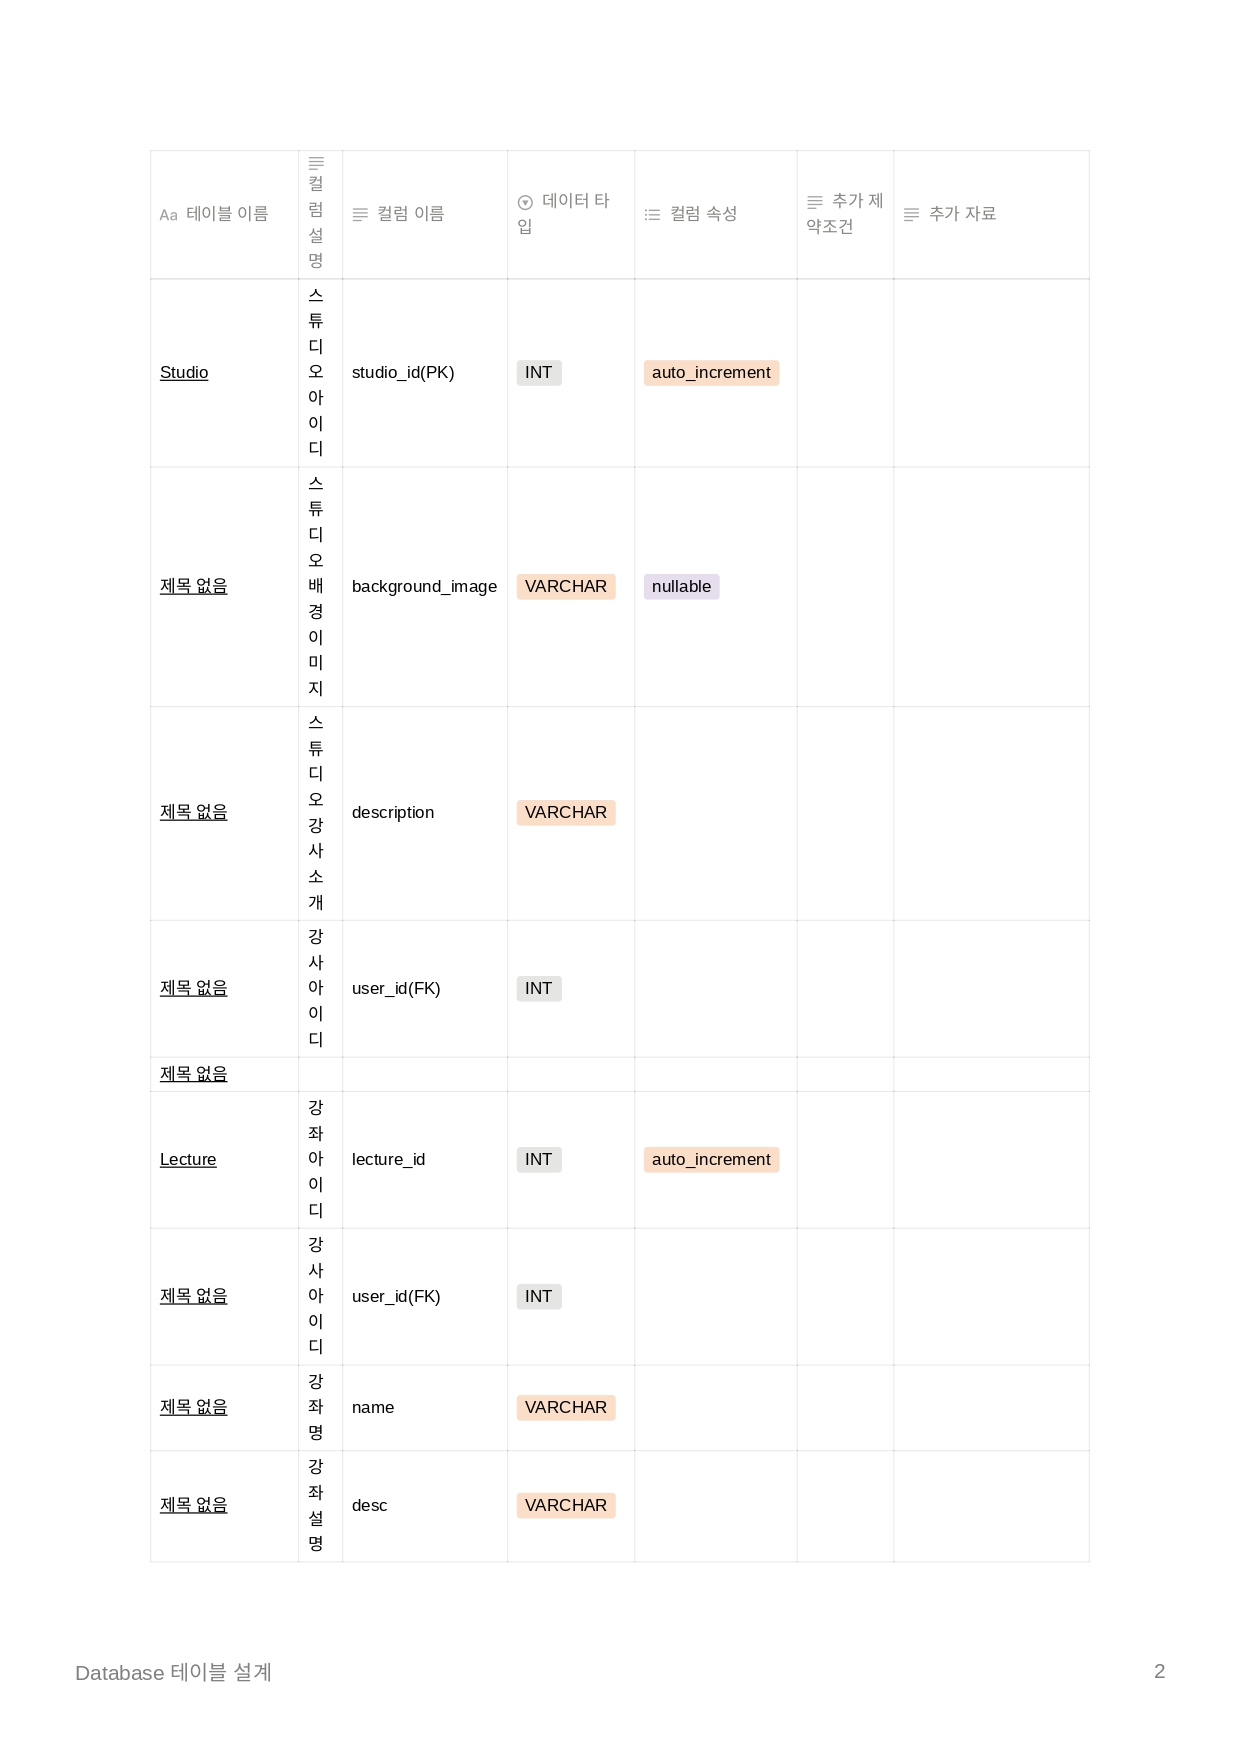 Aa 테이블 이름 컬럼 설명 컬럼 이름 데이터 타입 컬럼 속성 추가 제약조건 추가 자료
Studio 스튜디오 아이디 studio_id(PK) INT auto_increment
제목 없음 스튜디오 배경 이미지 background_image VARCHAR nullable
제목 없음 스튜디오 강사 소개 description VARCHAR
제목 없음 강사 아이디 user_id(FK) INT
제목 없음
Lecture 강좌 아이디 lecture_id INT auto_increment
제목 없음 강사 아이디 user_id(FK) INT
제목 없음 강좌명 name VARCHAR
제목 없음 강좌 설명 desc VARCHAR
Database 테이블 설계 2